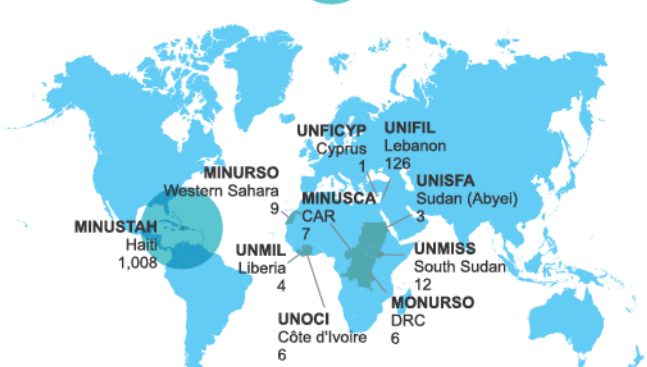 UNFICYP
Cyprus
1
UNIFIL
Lebanon
126
MINURSO
Western Sahara
9
MINUSCA
CAR
7
UNISFA
Sudan (Abyei)
3
MINUSTAH
Haiti
1,008
UNMIL
Liberia
4
UNMISS
South Sudan
12
MONURSO
DRC
6
UNOCI
Côte d'Ivoire
6